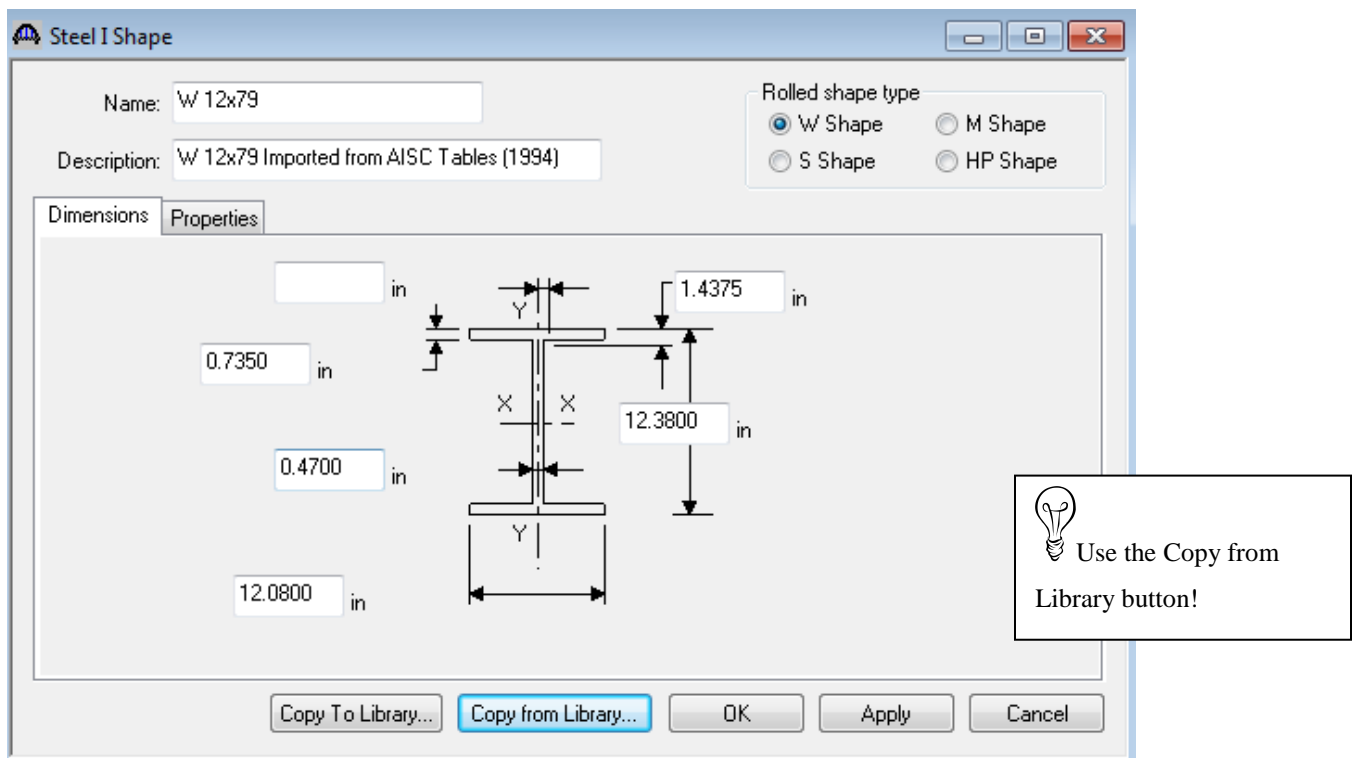 Steel I Shape
Name: W 12x79
Description: W 12x79 Imported from AISC Tables (1994)
Rolled shape type
W Shape M Shape
S Shape HP Shape
Dimensions Properties
in
1.4375 in
0.7350 in
Y
X X
12.3800 in
0.4700 in
Y
12.0800 in
Use the Copy from
Library button!
Copy To Library... Copy from Library... OK Apply Cancel